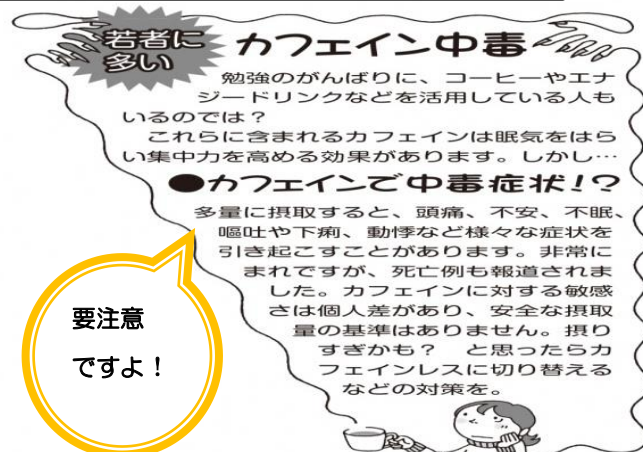 若者に
多い
カフェイン中毒
勉強のがんばりに、コーヒーやエナ
ジードリンクなどを活用している人も
いるのでは？
これらに含まれるカフェインは眠気をはら
い集中力を高める効果があります。しかし…
●カフェインで中毒症状！？
多量に摂取すると、頭痛、不安、不眠、
嘔吐や下痢、動悸など様々な症状を
引き起こすことがあります。非常に
まれですが、死亡例も報道されま
した。カフェインに対する敏感
さは個人差があり、安全な摂取
量の基準はありません。摂り
すぎかも？　と思ったらカ
フェインレスに切り替える
などの対策を。
要注意
ですよ！